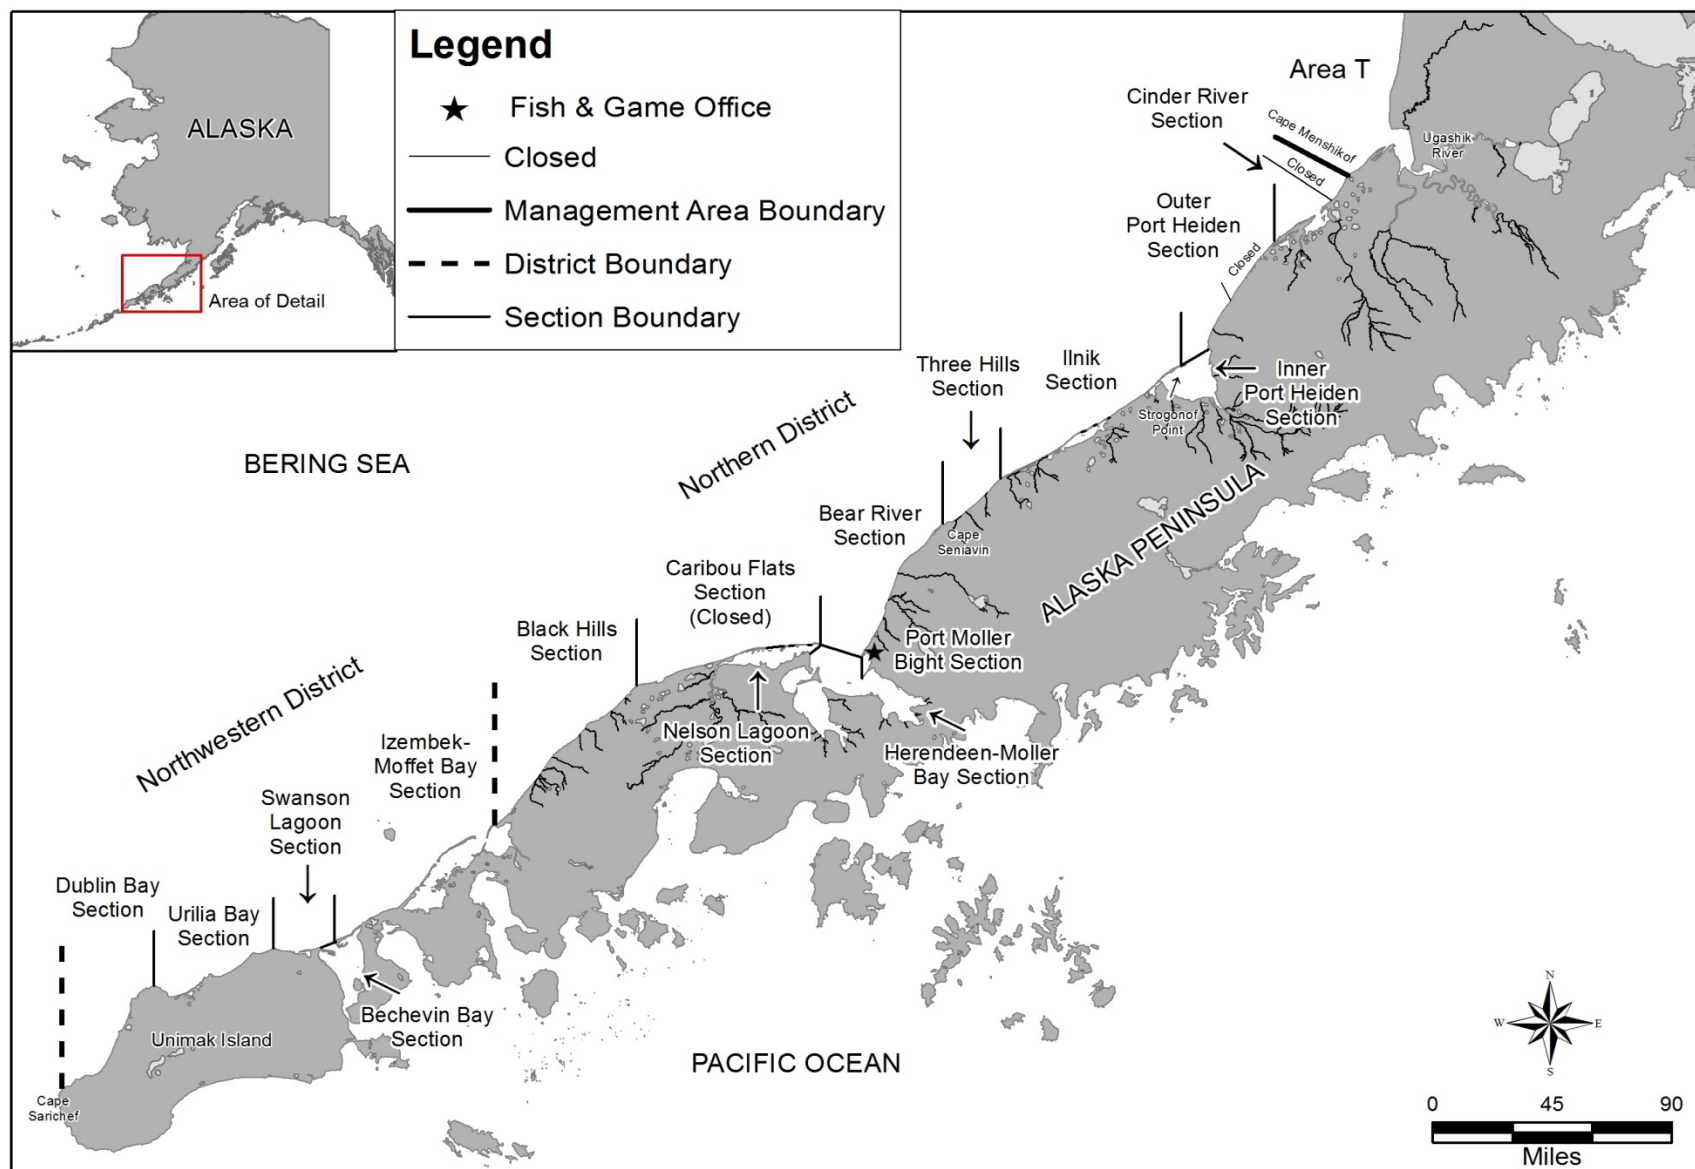 Legend
Fish & Game Office
Closed
Management Area Boundary
District Boundary
Section Boundary
ALASKA
Area of Detail
Area T
Cinder River
Section
Cape Menshikof
Closed
Ugashik
River
Outer
Port Heiden
Section
Closed
Three Hills
Section
Ilnik
Section
Inner
Port Heiden
Section
Strogonof
Point
Northern District
BERING SEA
Bear River
Section
Cape
Seniavin
ALASKA PENINSULA
Caribou Flats
Section
(Closed)
Black Hills
Section
Port Moller
Bight Section
Northwestern District
Izembek-
Moffet Bay
Section
Nelson Lagoon
Section
Herendeen-Moller
Bay Section
Swanson
Lagoon
Section
Dublin Bay
Section
Urilia Bay
Section
Bechevin Bay
Section
Unimak Island
Cape
Sarichef
PACIFIC OCEAN
N
W E
S
0 45 90
Miles